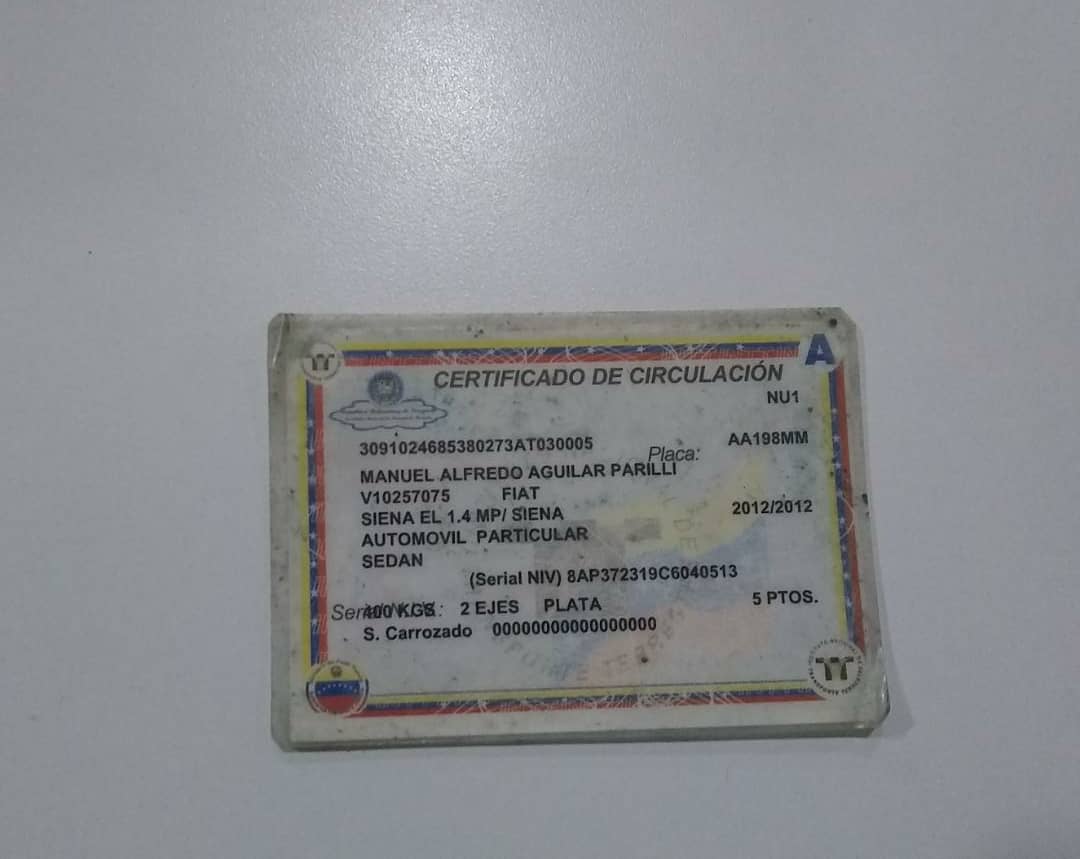 A
CERTIFICADO DE CIRCULACIÓN
NU1
3091024685380273AT030005
Placa: AA198MM
MANUEL ALFREDO AGUILAR PARILLI
V10257075 FIAT
SIENA EL 1.4 MP/ SIENA 2012/2012
AUTOMOVIL PARTICULAR
SEDAN
(Serial NIV) 8AP372319C6040513
400 KGS 2 EJES PLATA 5 PTOS.
S. Carrozado 00000000000000000